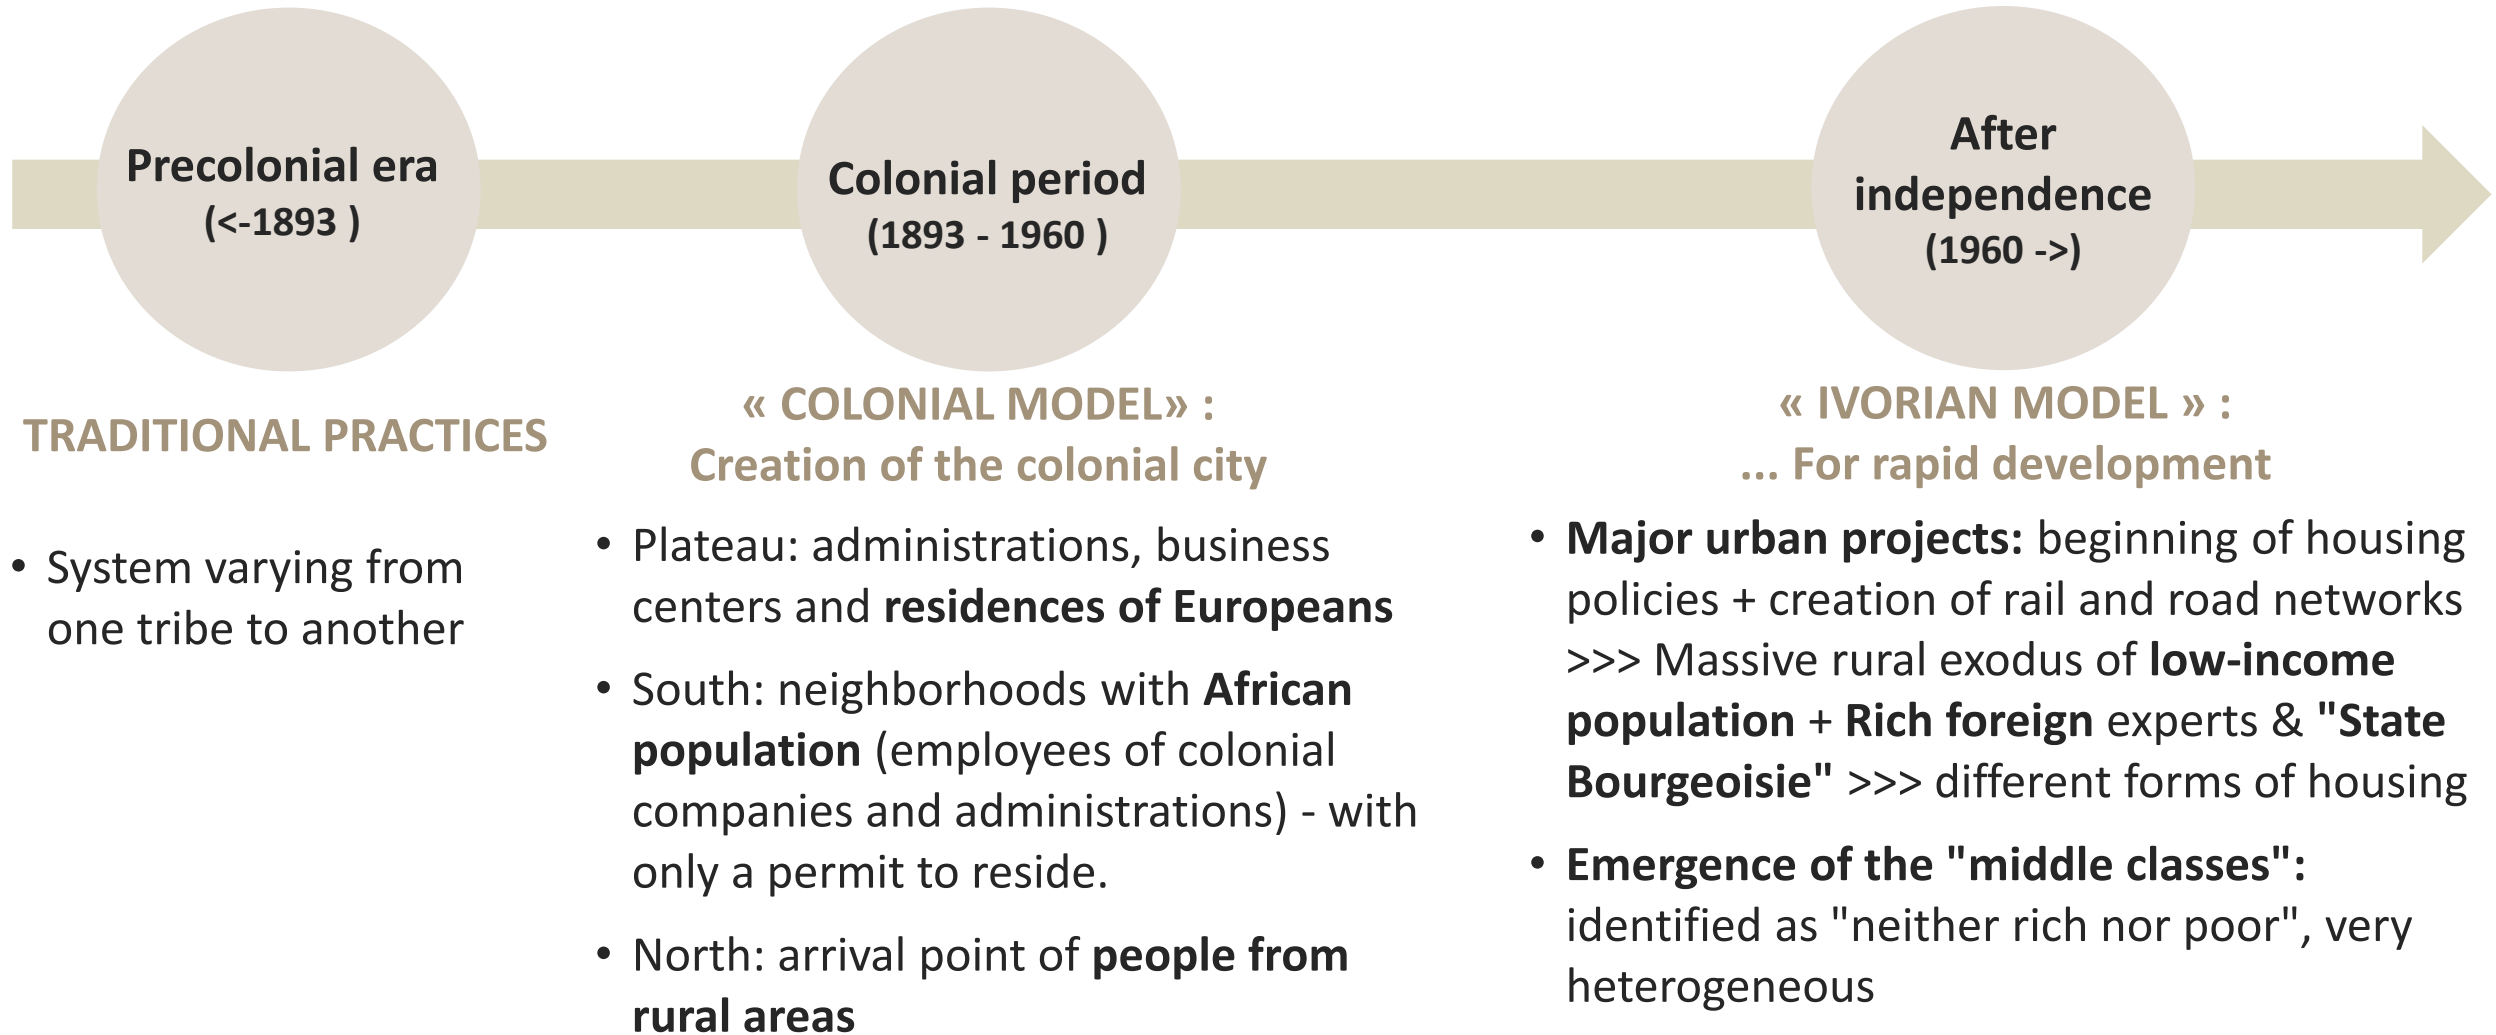 Precolonial era
(<-1893 )
Colonial period
(1893 - 1960 )
After
independence
(1960 ->)
TRADITIONAL PRACTICES
• System varying from
one tribe to another
« COLONIAL MODEL» :
Creation of the colonial city
• Plateau: administrations, business
centers and residences of Europeans
• South: neighborhoods with African
population (employees of colonial
companies and administrations) - with
only a permit to reside.
• North: arrival point of people from
rural areas
« IVORIAN MODEL » :
... For rapid development
• Major urban projects: beginning of housing
policies + creation of rail and road networks
>>> Massive rural exodus of low-income
population + Rich foreign experts & "State
Bourgeoisie" >>> different forms of housing
• Emergence of the "middle classes":
identified as "neither rich nor poor", very
heterogeneous